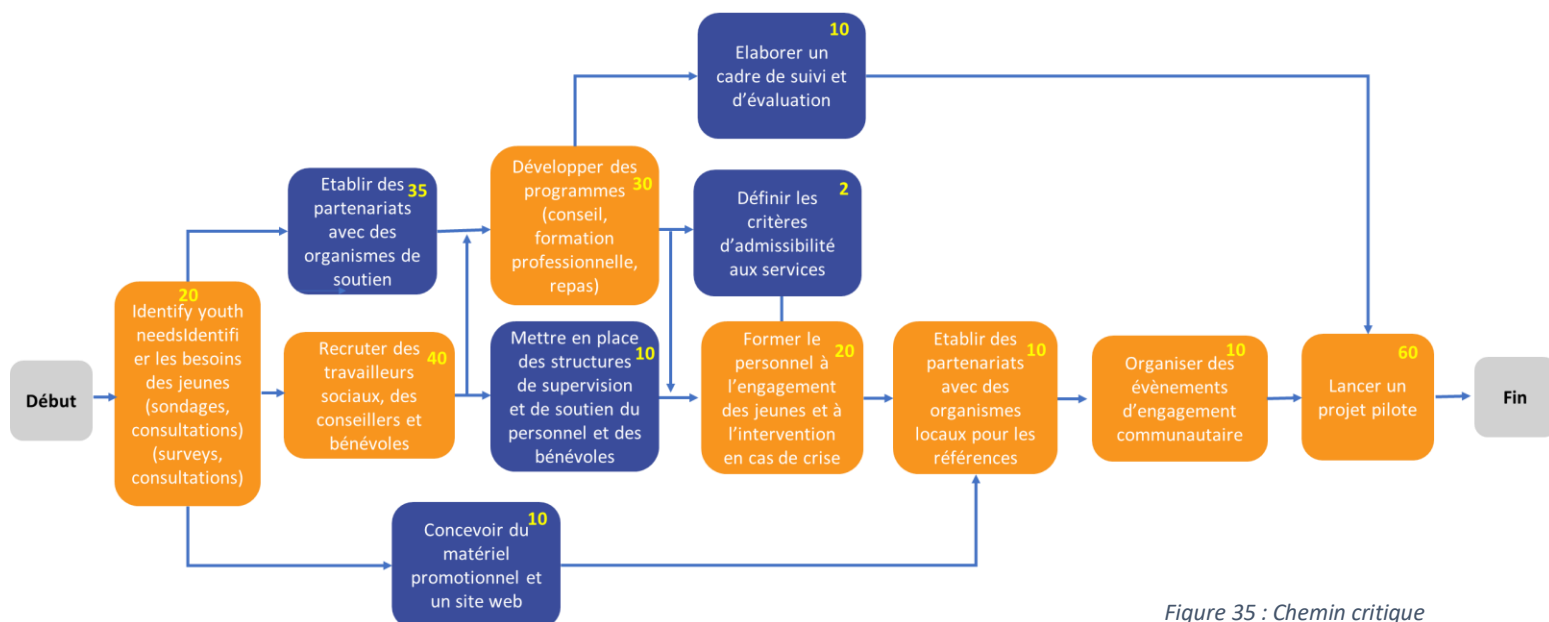 10
Elaborer un
cadre de suivi et
d'évaluation
Etablir des
35
partenariats
avec des
organismes de
soutien
Développer des
programmes
30
(conseil,
formation
professionnelle,
repas)
2
Définir les
critères
d'admissibilité
aux services
Début
20
Identify youth
needsIdentifi
er les besoins
des jeunes
(sondages,
consultations)
(surveys,
consultations)
Recruter des
travailleurs
40
sociaux, des
conseillers et
bénévoles
Mettre en place
des structures
10
de supervision
et de soutien du
personnel et des
bénévoles
Former le
personnel à
20
l'engagement
des jeunes et à
l'intervention
en cas de crise
Etablir des
10
partenariats
avec des
organismes
locaux pour les
références
10
Organiser des
évènements
d'engagement
communautaire
60
Lancer un
projet pilote
Fin
10
Concevoir du
matériel
promotionnel et
un site web
Figure 35 : Chemin critique